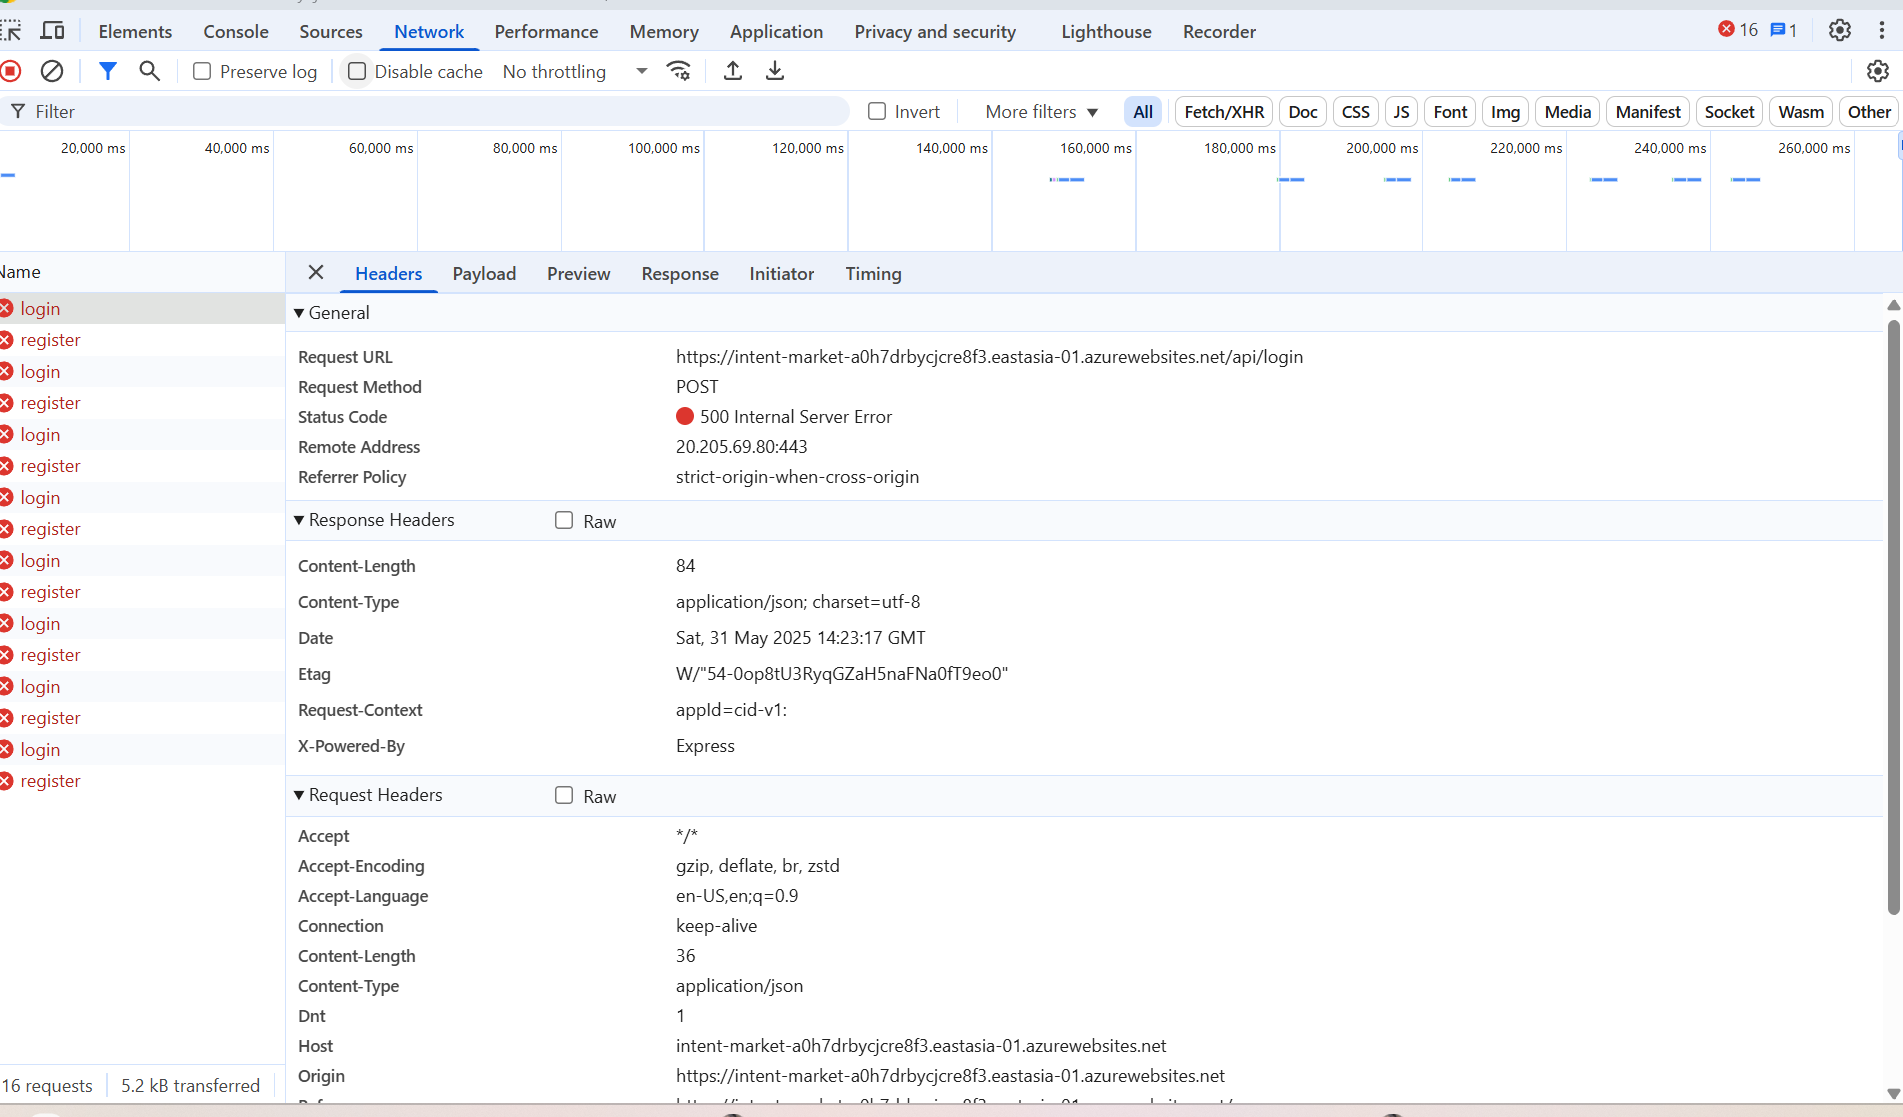 Elements Console Sources Network Performance Memory Application Privacy and security Lighthouse Recorder 16 1
Preserve log Disable cache No throttling
Filter Invert More filters All Fetch/XHR Doc CSS JS Font Img Media Manifest Socket Wasm Other
20,000 ms 40,000 ms 60,000 ms 80,000 ms 100,000 ms 120,000 ms 140,000 ms 160,000 ms 180,000 ms 200,000 ms 220,000 ms 240,000 ms 260,000 ms
Name
login
register
login
register
login
register
login
register
login
register
login
register
login
register
login
register
16 requests 5.2 kB transferred
Headers Payload Preview Response Initiator Timing
General
Request URL https://intent-market-a0h7drbycjcre8f3.eastasia-01.azurewebsites.net/api/login
Request Method POST
Status Code 500 Internal Server Error
Remote Address 20.205.69.80:443
Referrer Policy strict-origin-when-cross-origin
Response Headers Raw
Content-Length 84
Content-Type application/json; charset=utf-8
Date Sat, 31 May 2025 14:23:17 GMT
Etag W/"54-0op8tU3RyqGZaH5naFNa0fT9eo0"
Request-Context appId=cid-v1:
X-Powered-By Express
Request Headers Raw
Accept */*
Accept-Encoding gzip, deflate, br, zstd
Accept-Language en-US,en;q=0.9
Connection keep-alive
Content-Length 36
Content-Type application/json
Dnt 1
Host intent-market-a0h7drbycjcre8f3.eastasia-01.azurewebsites.net
Origin https://intent-market-a0h7drbycjcre8f3.eastasia-01.azurewebsites.net